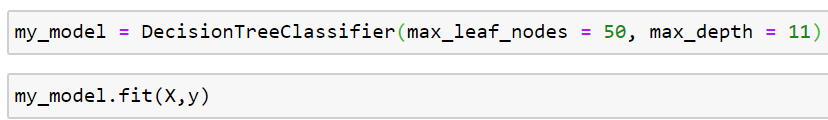 my_model = DecisionTreeClassifier(max_leaf_nodes = 50, max_depth = 11)
my_model.fit(X,y)